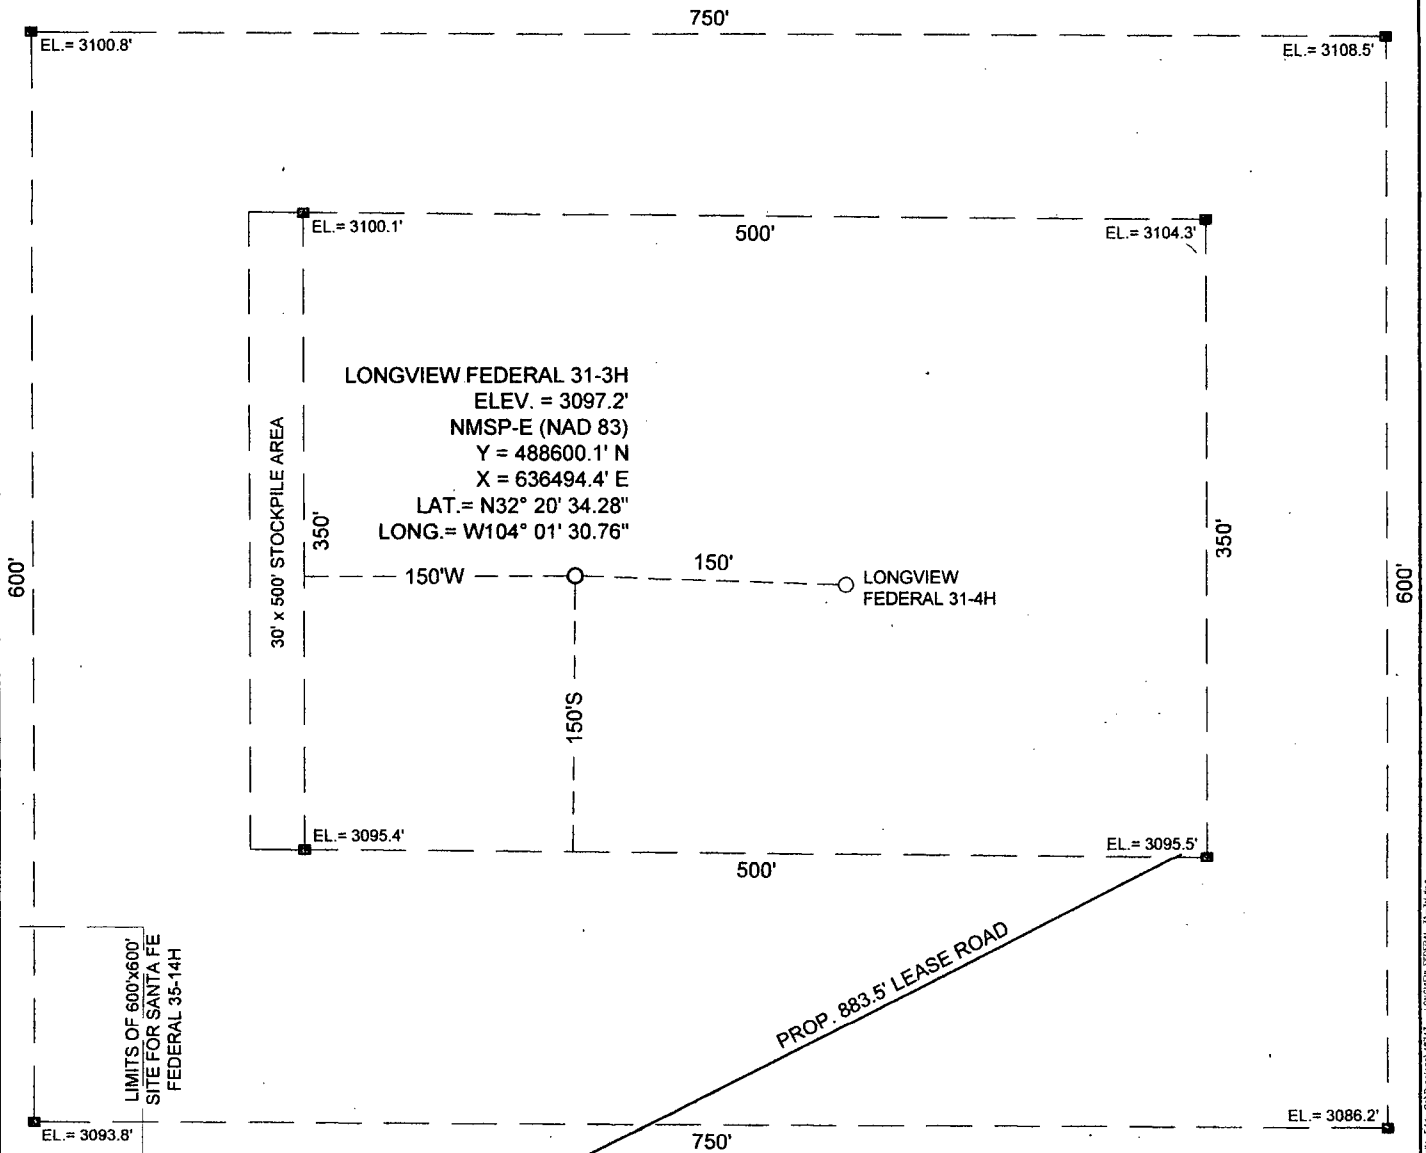 750'
EL.= 3100.8'
EL.= 3108.5'
EL.= 3100.1'
500'
EL.= 3104.3'
LONGVIEW FEDERAL 31-3H
ELEV. = 3097.2'
NMSP-E (NAD 83)
Y = 488600.1' N
X = 636494.4' E
LAT.= N32° 20' 34.28"
LONG.= W104° 01' 30.76"
30' x 500' STOCKPILE AREA
350'
350'
600'
600'
150'W
150'
LONGVIEW
FEDERAL 31-4H
150'S
EL.= 3095.4'
500'
EL.= 3095.5'
PROP. 883.5' LEASE ROAD
LIMITS OF 600'x600'
SITE FOR SANTA FE
FEDERAL 35-14H
EL.= 3093.8'
750'
EL.= 3086.2'